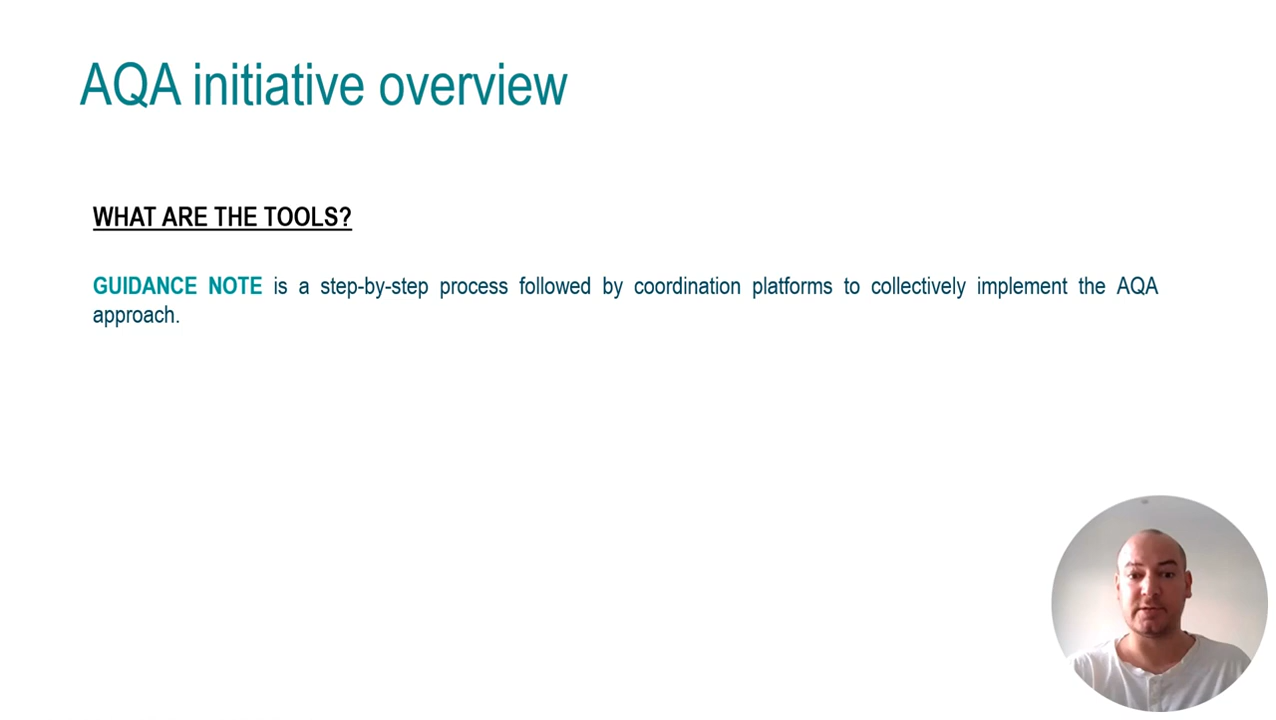 AQA initiative overview
WHAT ARE THE TOOLS?
GUIDANCE NOTE is a step-by-step process followed by coordination platforms to collectively implement the AQA
approach.